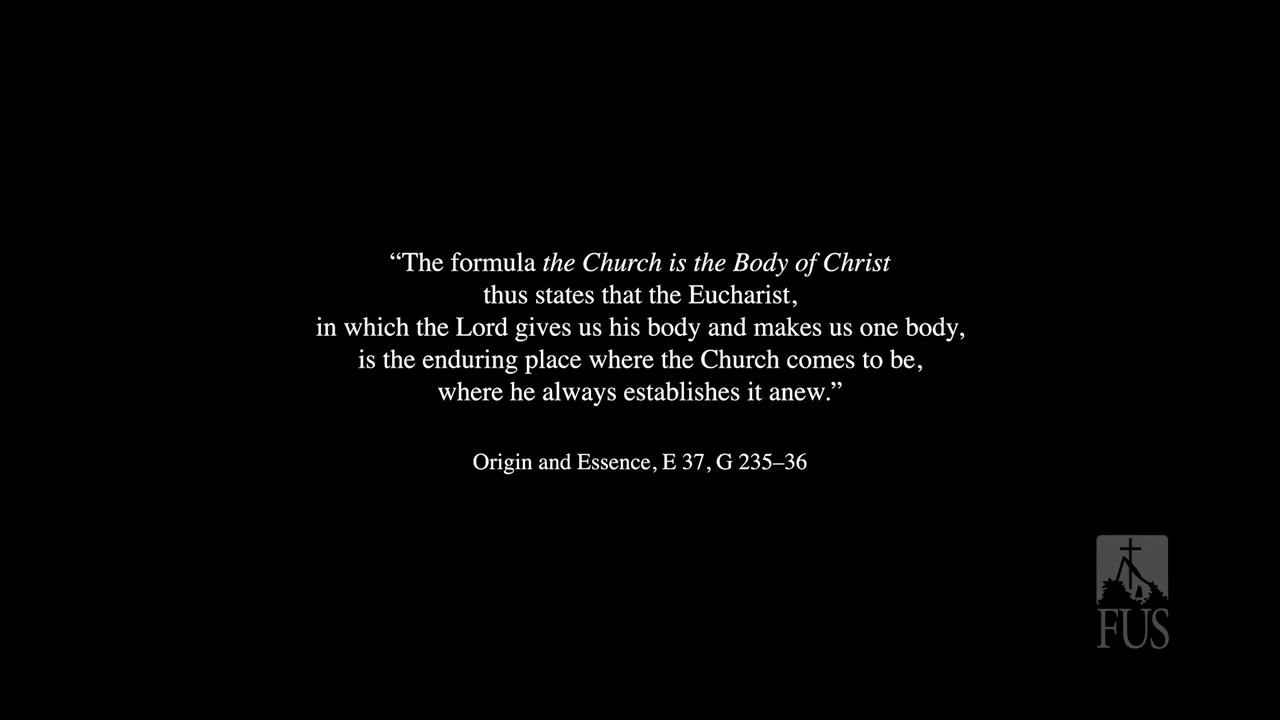 “The formula the Church is the Body of Christ
thus states that the Eucharist,
in which the Lord gives us his body and makes us one body,
is the enduring place where the Church comes to be,
where he always establishes it anew.”
Origin and Essence, E 37, G 235–36
FUS